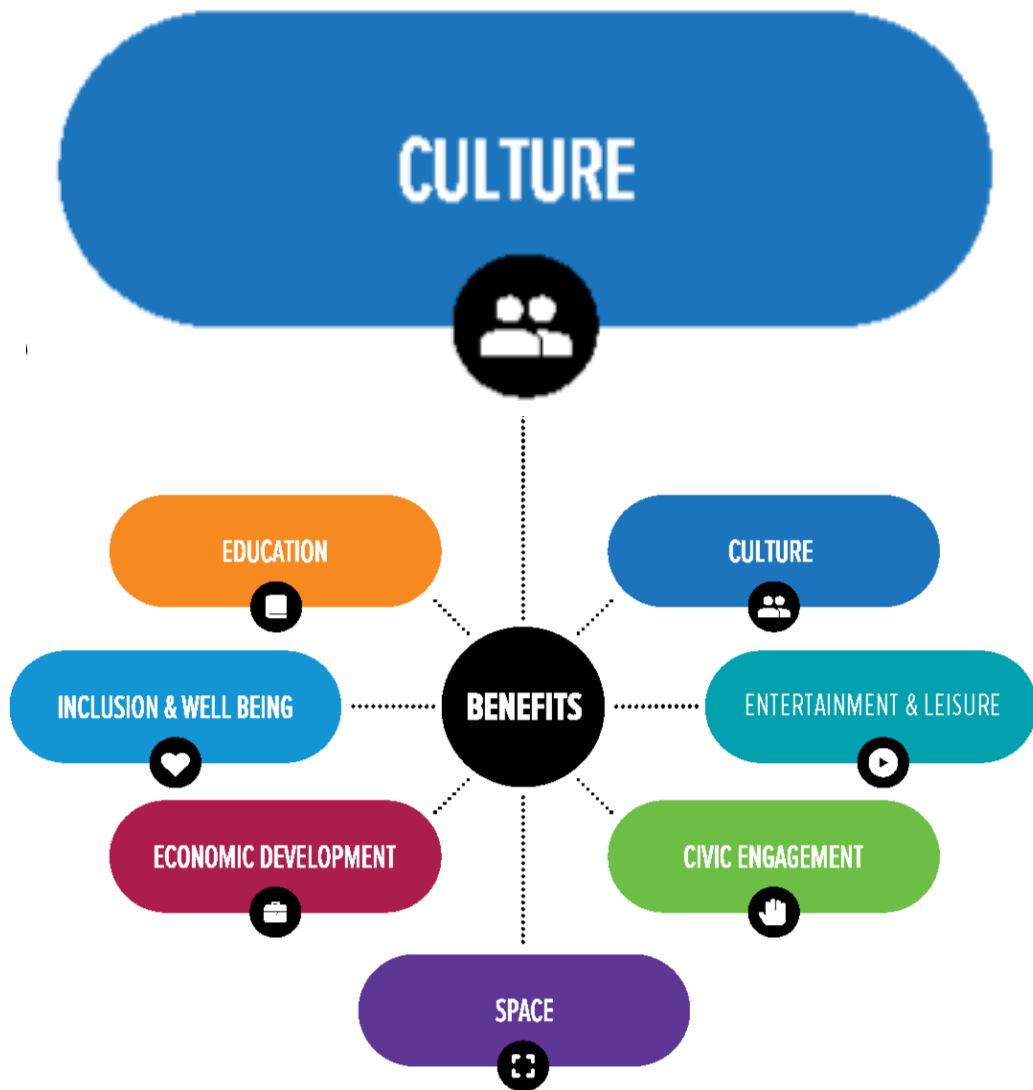 CULTURE
EDUCATION
CULTURE
INCLUSION & WELL BEING
BENEFITS
ENTERTAINMENT & LEISURE
ECONOMIC DEVELOPMENT
CIVIC ENGAGEMENT
SPACE